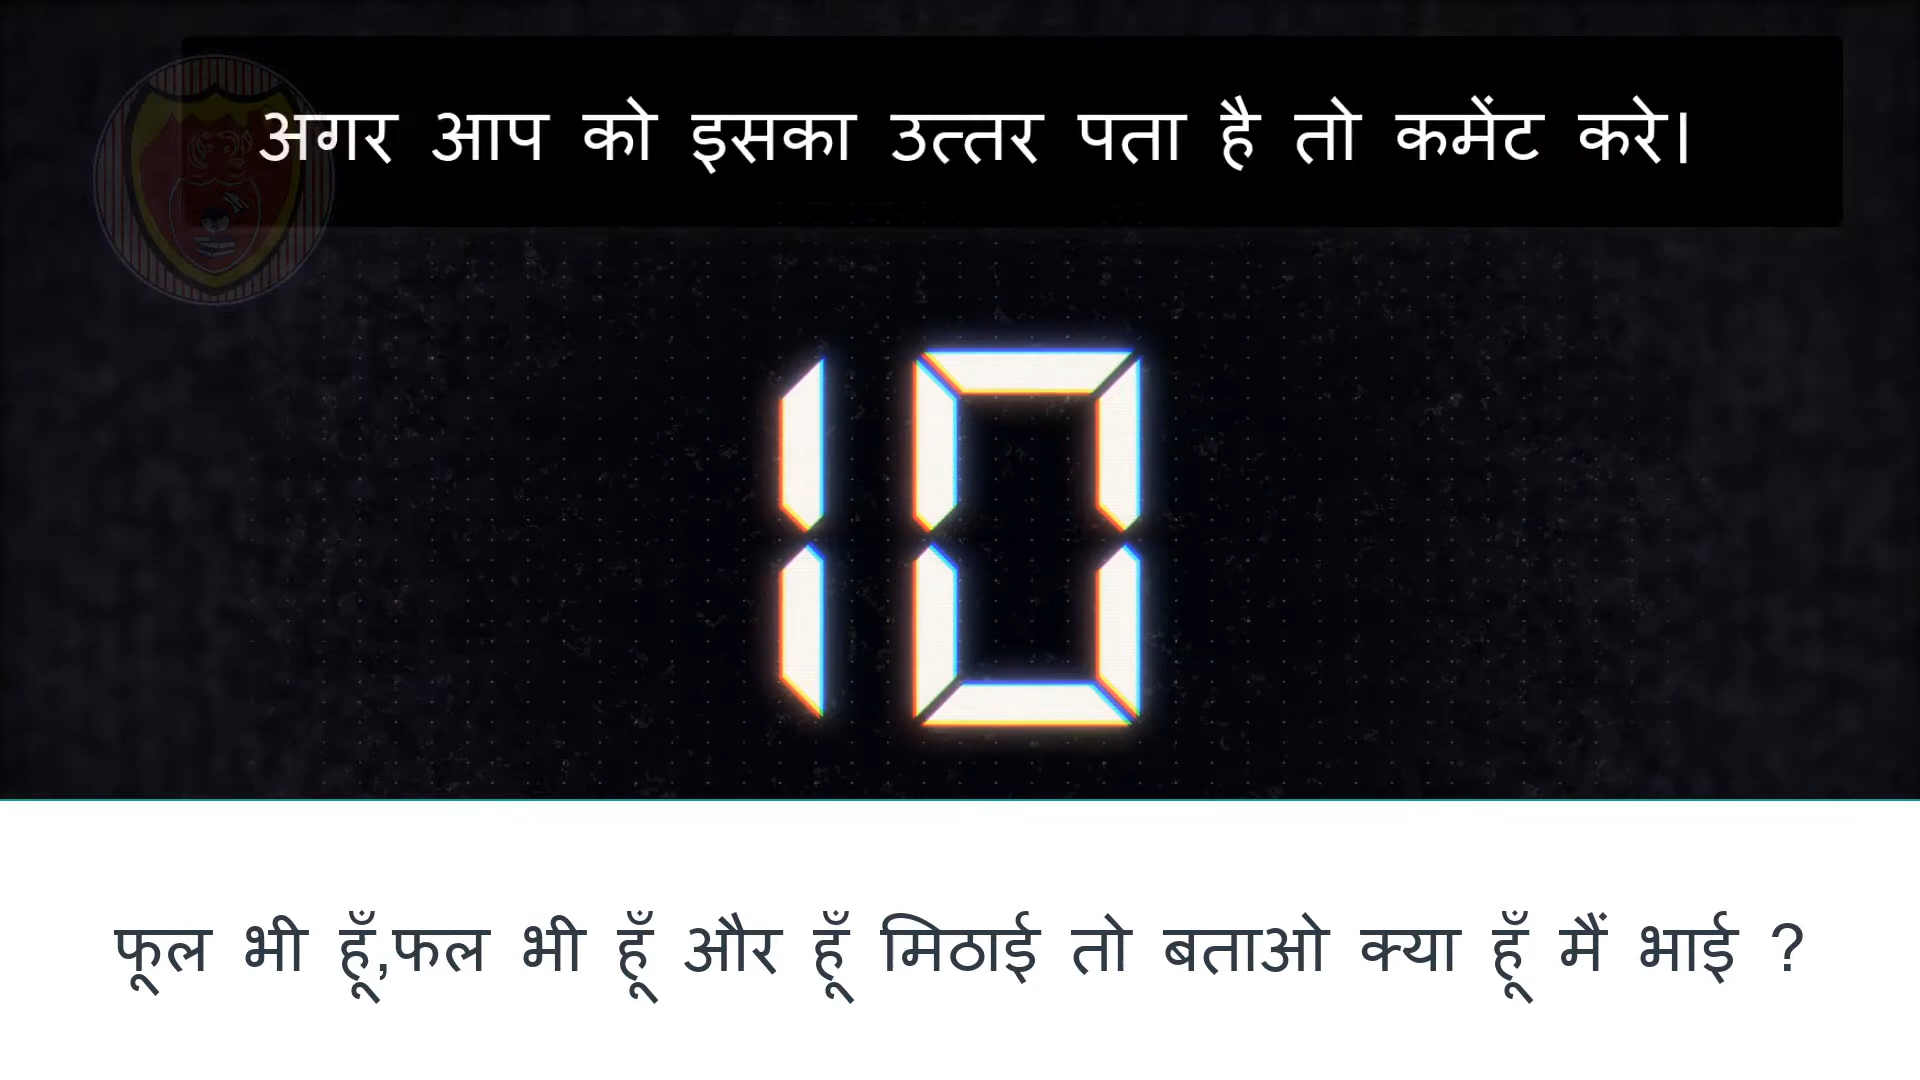 अगर आप को इसका उत्तर पता है तो कमेंट करे।
10
फूल भी हूँ,फल भी हूँ और हूँ मिठाई तो बताओ क्या हूँ मैं भाई ?